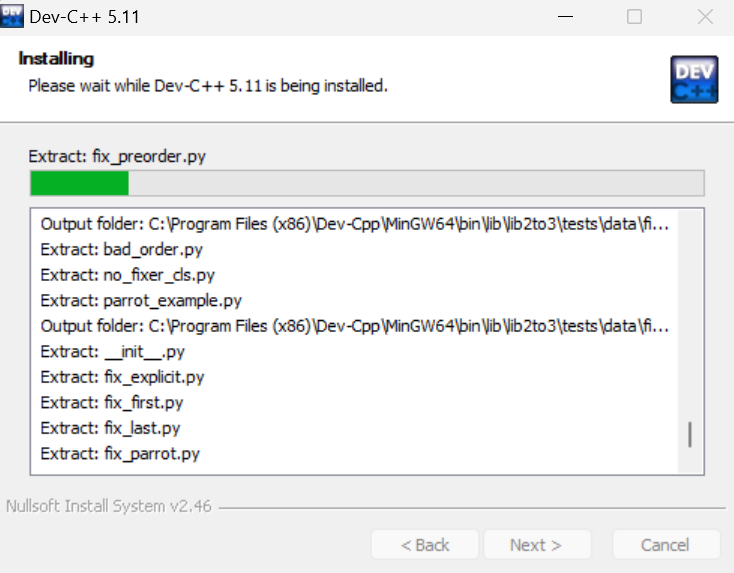 Dev-C++ 5.11
Installing
Please wait while Dev-C++ 5.11 is being installed.
DEV
C++
Extract: fix_preorder.py
Output folder: C:\Program Files (x86)\Dev-Cpp\MinGW64\bin\lib\lib2to3\tests\data\fi...
Extract: bad_order.py
Extract: no_fixer_cls.py
Extract: parrot_example.py
Output folder: C:\Program Files (x86)\Dev-Cpp\MinGW64\bin\lib\lib2to3\tests\data\fi...
Extract: __init__.py
Extract: fix_explicit.py
Extract: fix_first.py
Extract: fix_last.py
Extract: fix_parrot.py
Nullsoft Install System v2.46
< Back Next > Cancel